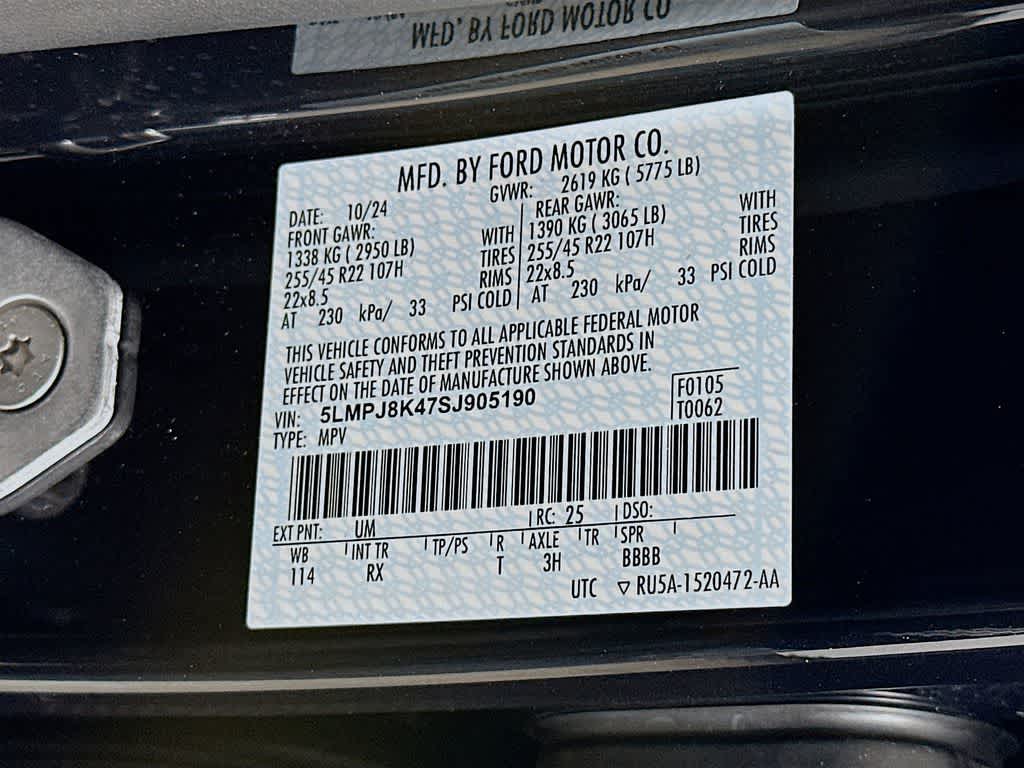 MFD. BY FORD MOTOR CO
MFD. BY FORD MOTOR CO.
DATE: 10/24 GVWR: 2619 KG ( 5775 LB)
FRONT GAWR: REAR GAWR:
1338 KG ( 2950 LB) WITH 1390 KG ( 3065 LB) WITH
255/45 R22 107H TIRES 255/45 R22 107H TIRES
22x8.5 RIMS 22x8.5 RIMS
AT 230 kPa/ 33 PSI COLD AT 230 kPa/ 33 PSI COLD
THIS VEHICLE CONFORMS TO ALL APPLICABLE FEDERAL MOTOR
VEHICLE SAFETY AND THEFT PREVENTION STANDARDS IN
EFFECT ON THE DATE OF MANUFACTURE SHOWN ABOVE.
VIN: 5LMPJ8K47SJ905190 F0105
TYPE: MPV T0062
EXT PNT: UM RC: 25 DSO:
WB INT TR TP/PS R AXLE TR SPR
114 RX T 3H BBBB
UTC ▽ RU5A-1520472-AA